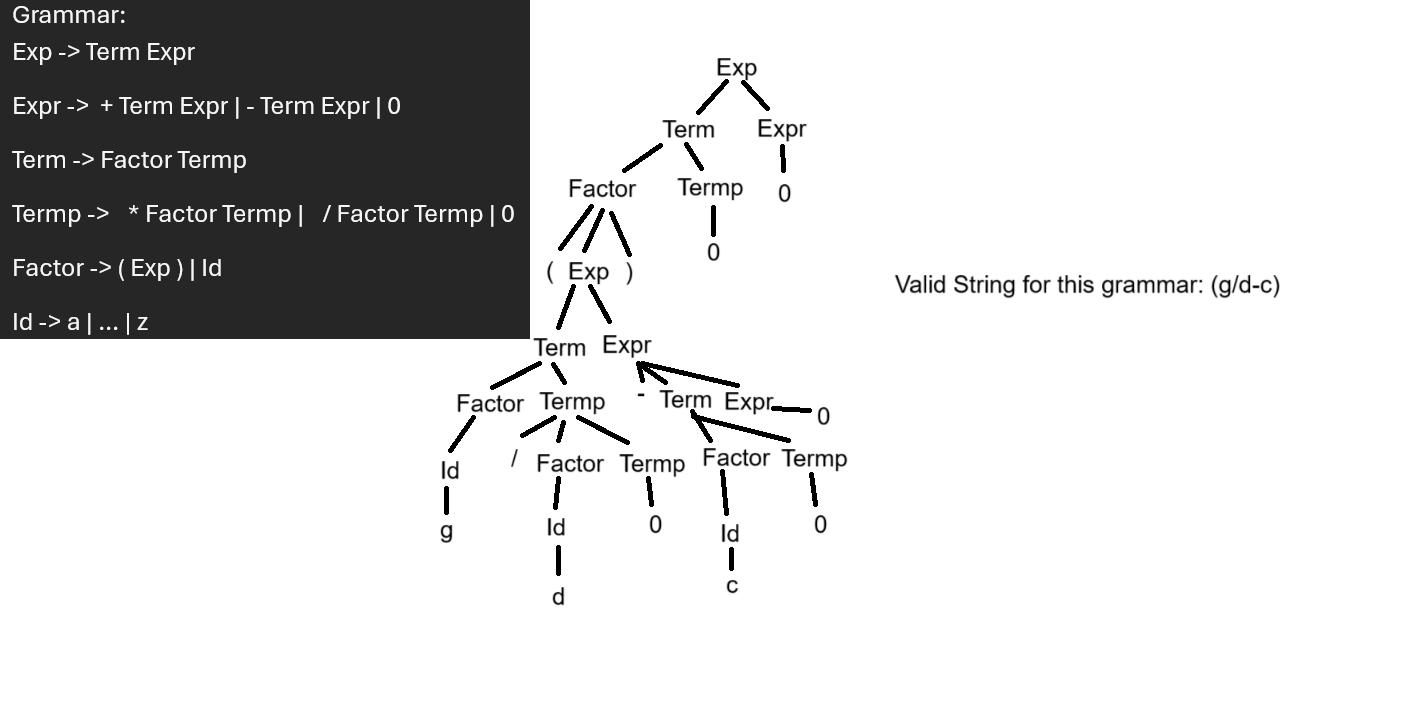 Grammar:
Exp -> Term Expr
Expr -> + Term Expr | - Term Expr | 0
Term -> Factor Termp
Termp -> * Factor Termp | / Factor Termp | 0
Factor -> ( Exp ) | Id
Id -> a | ... | z
Exp
Term Expr
Factor Termp 0
0
( Exp )
Term Expr
Factor Termp - Term Expr 0
Id / Factor Termp Factor Termp
g Id 0 Id 0
d c
Valid String for this grammar: (g/d-c)